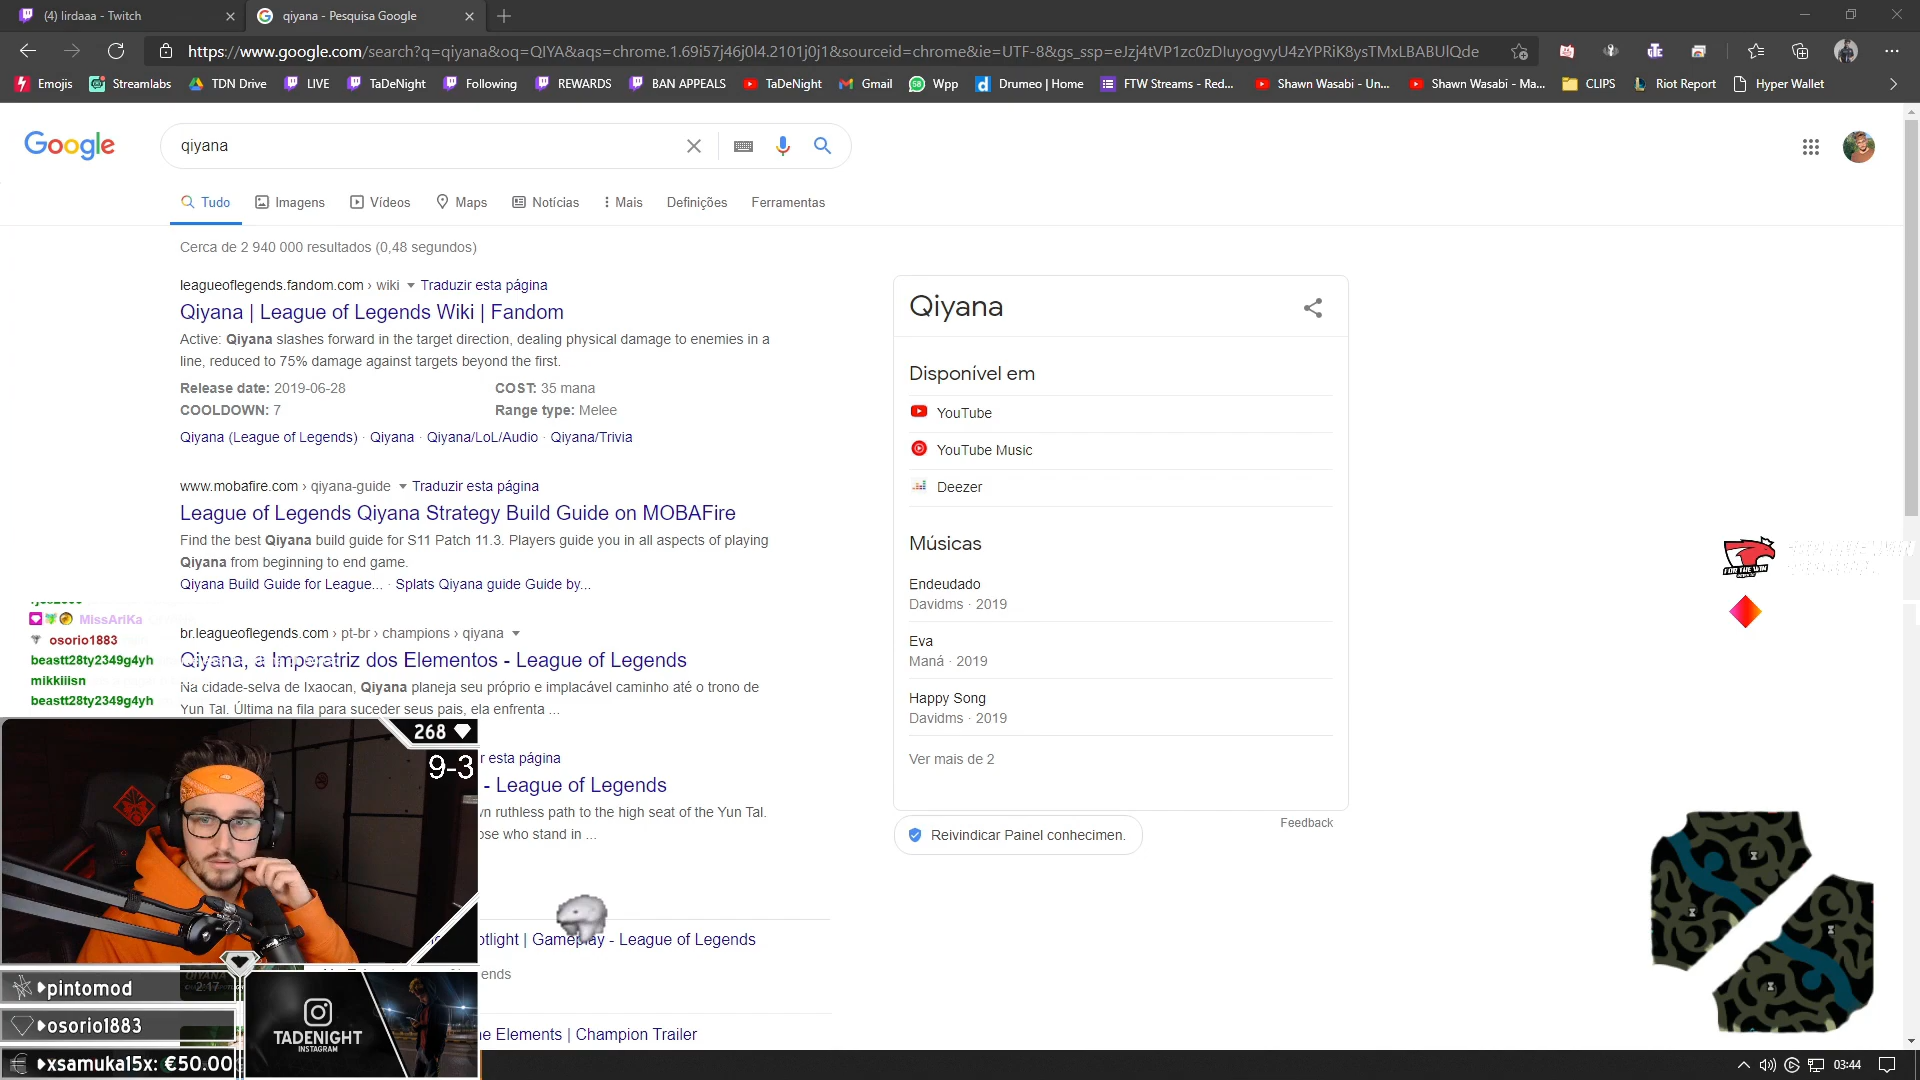 (4) lirdaaa - Twitch
qiyana - Pesquisa Google
https://www.google.com/search?q=qiyana&oq=QIYA&aqs=chrome.1.69i57j46j0l4.2101j0j1&sourceid=chrome&ie=UTF-8&gs_ssp=eJzj4tVP1zc0zDIuyogvyU4zYPRiK8ysTMxLBABUlQde
Emojis Streamlabs TDN Drive LIVE TaDeNight Following REWARDS BAN APPEALS TaDeNight Gmail Wpp Drumeo | Home FTW Streams - Red... Shawn Wasabi - Un... Shawn Wasabi - Ma... CLIPS Riot Report Hyper Wallet
Google
qiyana
Tudo Imagens Vídeos Maps Notícias Mais Definições Ferramentas
Cerca de 2 940 000 resultados (0,48 segundos)
leagueoflegends.fandom.com › wiki Traduzir esta página
Qiyana | League of Legends Wiki | Fandom
Active: Qiyana slashes forward in the target direction, dealing physical damage to enemies in a
line, reduced to 75% damage against targets beyond the first.
Release date: 2019-06-28 COST: 35 mana
COOLDOWN: 7 Range type: Melee
Qiyana (League of Legends) · Qiyana · Qiyana/LoL/Audio · Qiyana/Trivia
www.mobafire.com › qiyana-guide Traduzir esta página
League of Legends Qiyana Strategy Build Guide on MOBAFire
Find the best Qiyana build guide for S11 Patch 11.3. Players guide you in all aspects of playing
Qiyana from beginning to end game.
Qiyana Build Guide for League... · Splats Qiyana guide Guide by...
br.leagueoflegends.com › pt-br › champions › qiyana
Qiyana, a Imperatriz dos Elementos - League of Legends
Na cidade-selva de Ixaocan, Qiyana planeja seu próprio e implacável caminho até o trono de
Yun Tal. Última na fila para suceder seus pais, ela enfrenta ...
r esta página
- League of Legends
vn ruthless path to the high seat of the Yun Tal.
ose who stand in ...
otlight | Gameplay - League of Legends
ends
ne Elements | Champion Trailer
Qiyana
Disponível em
YouTube
YouTube Music
Deezer
Músicas
Endeudado
Davidms · 2019
Eva
Maná · 2019
Happy Song
Davidms · 2019
Ver mais de 2
Feedback
Reivindicar Painel conhecimen.
MissAriKa
osorio1883
beastt28ty2349g4yh
mikkiiisn
beastt28ty2349g4yh
268
9-3
pintomod
2:17
osorio1883
xsamuka15x: €50.00
TADENIGHT
INSTAGRAM
FOR THE WIN
03:44